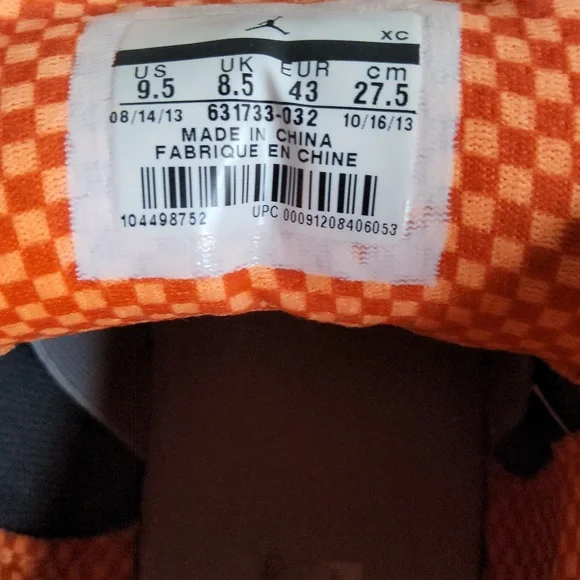 XC
US UK EUR cm
9.5 8.5 43 27.5
08/14/13 631733-032 10/16/13
MADE IN CHINA
FABRIQUE EN CHINE
104498752 UPC 00091208406053